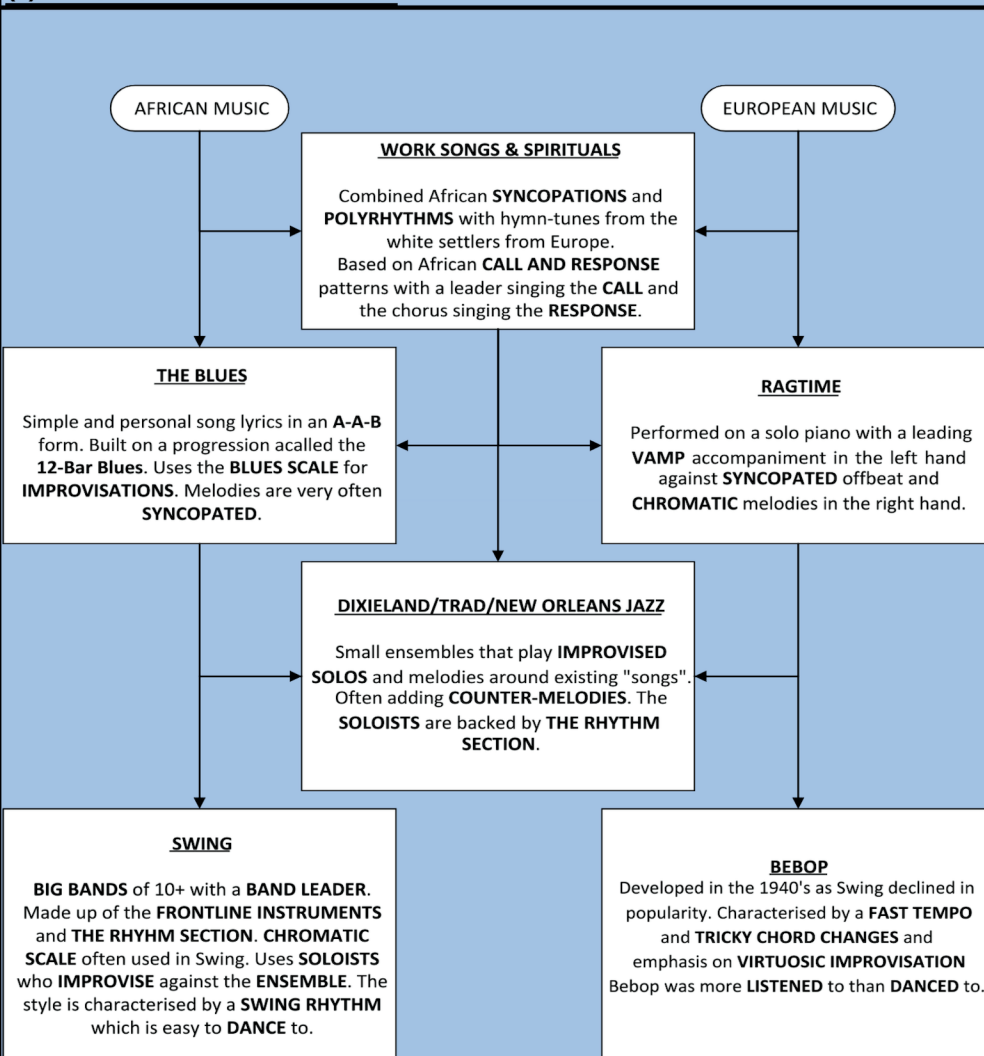 AFRICAN MUSIC
EUROPEAN MUSIC
WORK SONGS & SPIRITUALS
Combined African SYNCOPATIONS and
POLYRHYTHMS with hymn-tunes from the
white settlers from Europe.
Based on African CALL AND RESPONSE
patterns with a leader singing the CALL and
the chorus singing the RESPONSE.
THE BLUES
Simple and personal song lyrics in an A-A-B
form. Built on a progression acalled the
12-Bar Blues. Uses the BLUES SCALE for
IMPROVISATIONS. Melodies are very often
SYNCOPATED.
RAGTIME
Performed on a solo piano with a leading
VAMP accompaniment in the left hand
against SYNCOPATED offbeat and
CHROMATIC melodies in the right hand.
DIXIELAND/TRAD/NEW ORLEANS JAZZ
Small ensembles that play IMPROVISED
SOLOS and melodies around existing "songs".
Often adding COUNTER-MELODIES. The
SOLOISTS are backed by THE RHYTHM
SECTION.
SWING
BIG BANDS of 10+ with a BAND LEADER.
Made up of the FRONTLINE INSTRUMENTS
and THE RHYHM SECTION. CHROMATIC
SCALE often used in Swing. Uses SOLOISTS
who IMPROVISE against the ENSEMBLE. The
style is characterised by a SWING RHYTHM
which is easy to DANCE to.
BEBOP
Developed in the 1940's as Swing declined in
popularity. Characterised by a FAST TEMPO
and TRICKY CHORD CHANGES and
emphasis on VIRTUOSIC IMPROVISATION
Bebop was more LISTENED to than DANCED to.